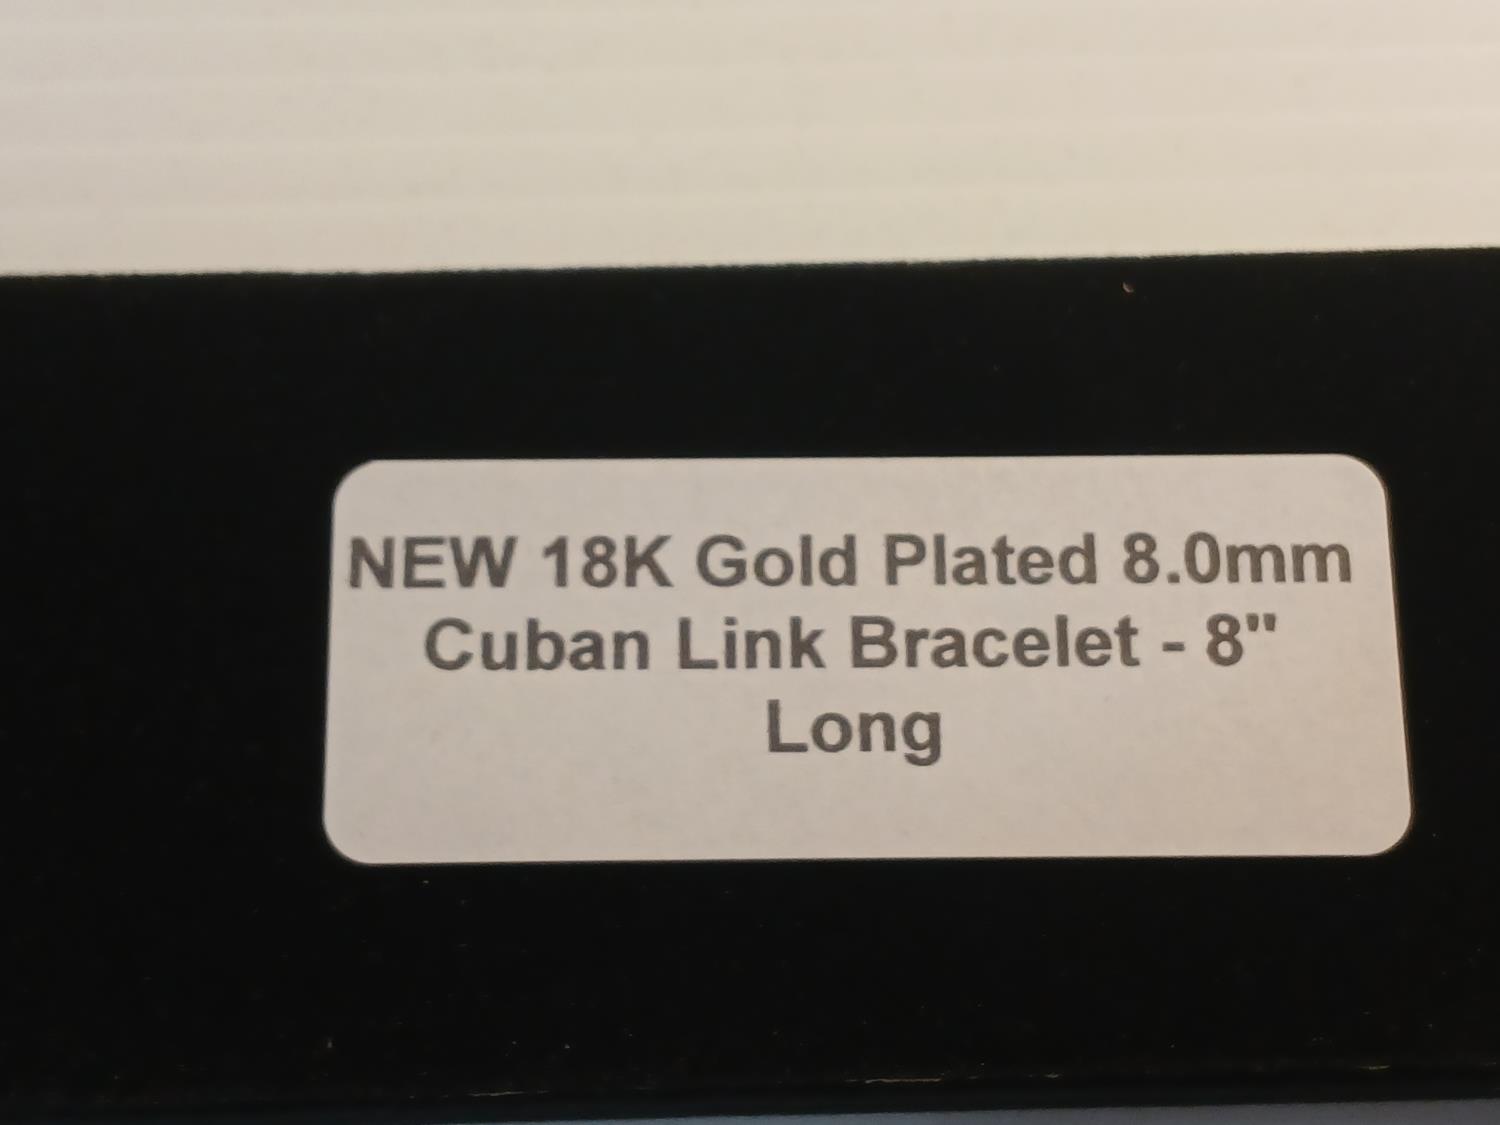 NEW 18K Gold Plated 8.0mm
Cuban Link Bracelet - 8"
Long